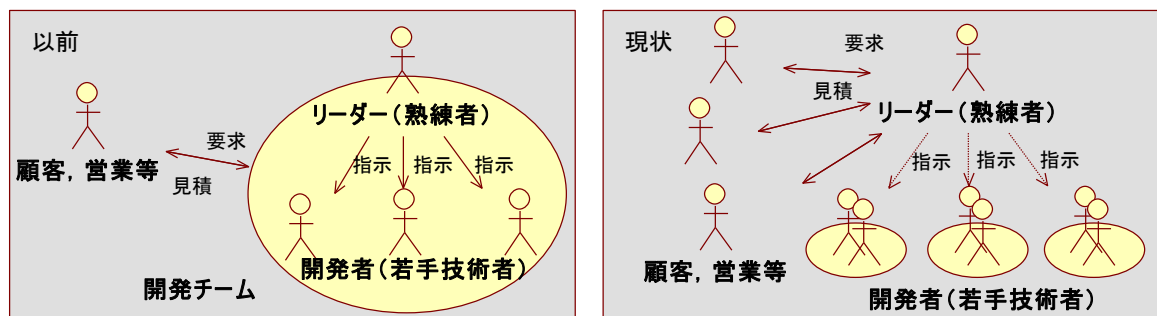 以前
リーダー（熟練者）
要求
顧客，営業等
見積
指示
指示
指示
開発者（若手技術者）
開発チーム
現状
要求
見積
リーダー（熟練者）
指示
指示
指示
顧客，営業等
開発者（若手技術者）